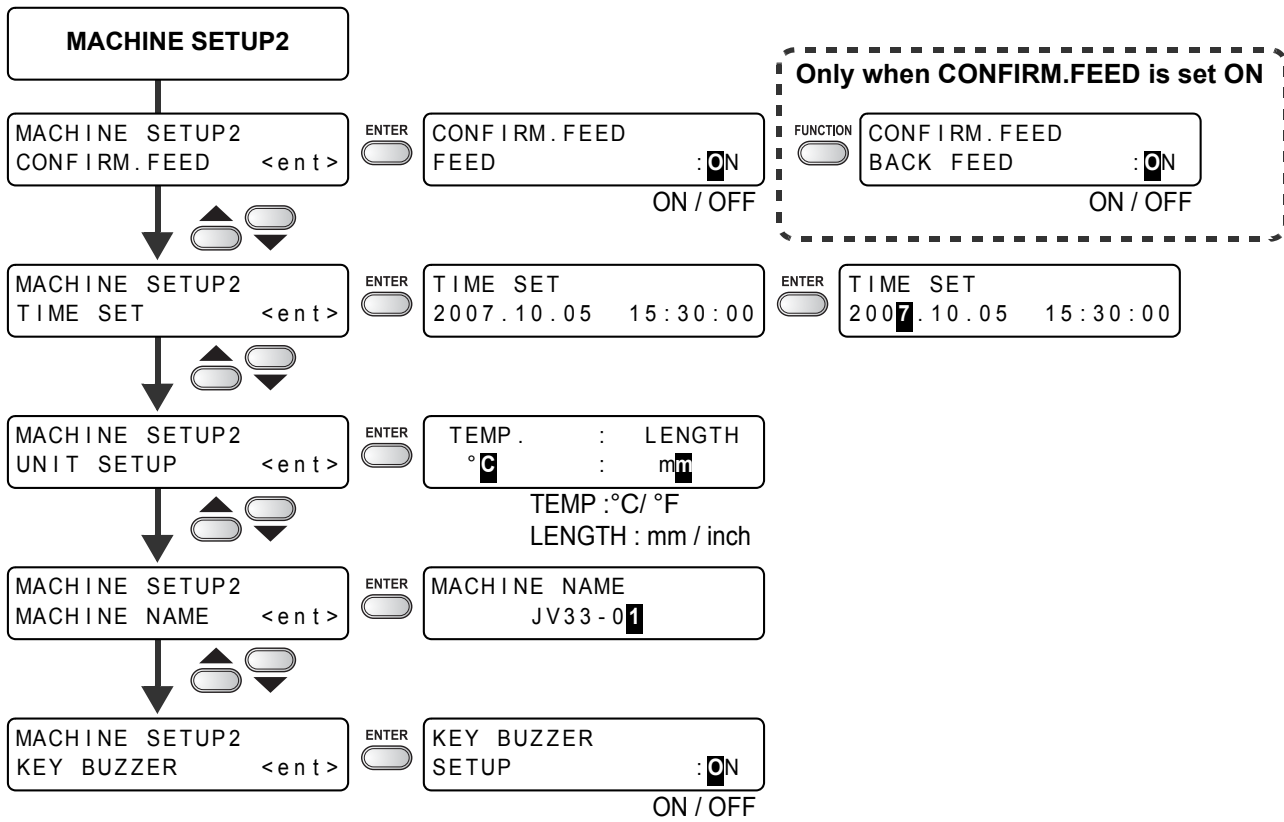 MACHINE SETUP2
Only when CONFIRM.FEED is set ON
MACHINE SETUP2
CONFIRM.FEED <ent>
ENTER
CONFIRM.FEED
FEED :ON
ON / OFF
FUNCTION
CONFIRM.FEED
BACK FEED :ON
ON / OFF
MACHINE SETUP2
TIME SET <ent>
ENTER
TIME SET
2007.10.05 15:30:00
ENTER
TIME SET
2007.10.05 15:30:00
MACHINE SETUP2
UNIT SETUP <ent>
ENTER
TEMP. : LENGTH
°C : mm
TEMP :°C/ °F
LENGTH : mm / inch
MACHINE SETUP2
MACHINE NAME <ent>
ENTER
MACHINE NAME
JV33-01
MACHINE SETUP2
KEY BUZZER <ent>
ENTER
KEY BUZZER
SETUP :ON
ON / OFF